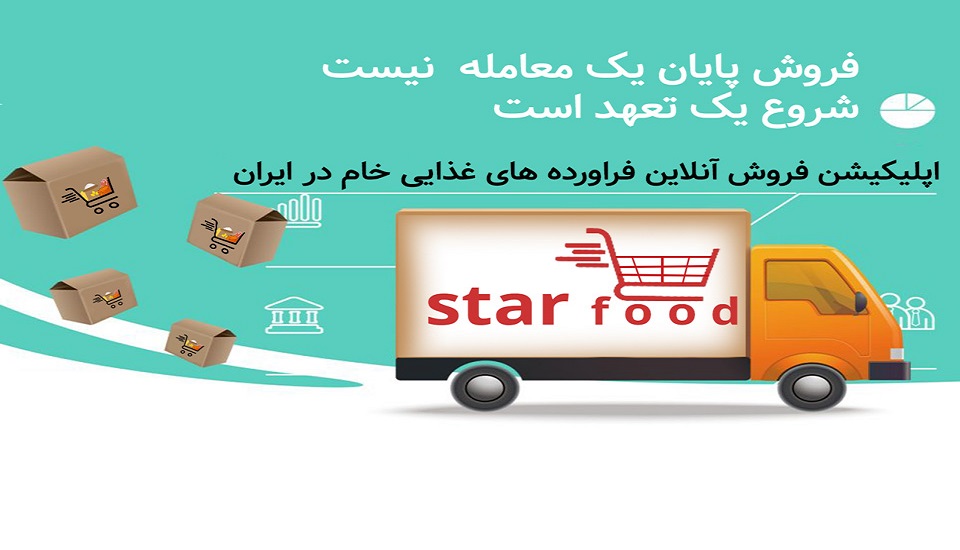 فروش پایان یک معامله نیست
شروع یک تعهد است
اپلیکیشن فروش آنلاین فراورده های غذایی خام در ایران
star food